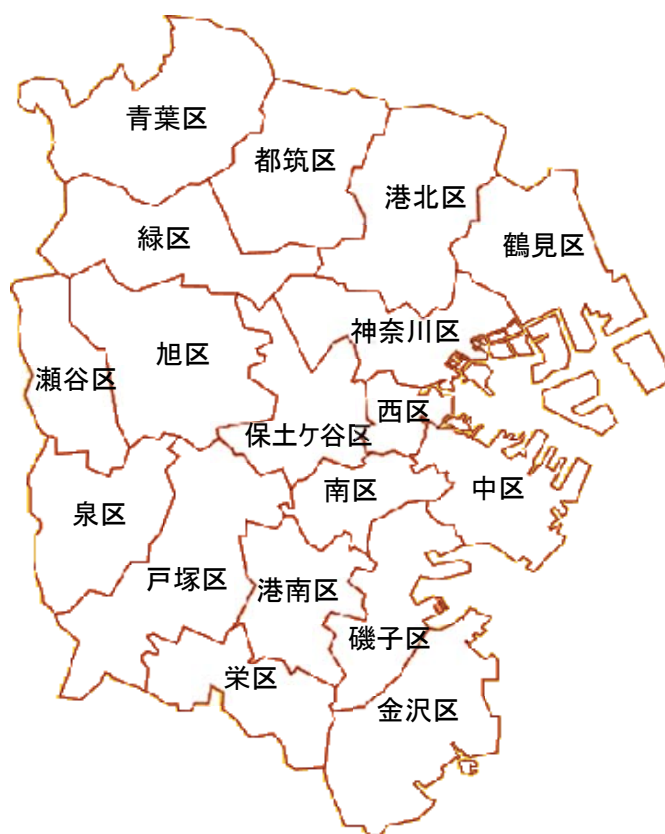 青葉区
都筑区
港北区
緑区
鶴見区
神奈川区
旭区
瀬谷区
西区
保土ケ谷区
南区
中区
泉区
戸塚区
港南区
磯子区
栄区
金沢区